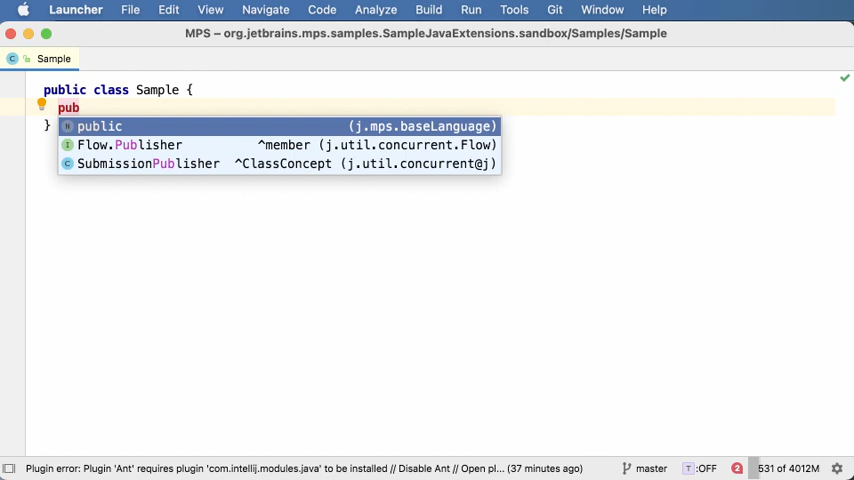 Launcher File Edit View Navigate Code Analyze Build Run Tools Git Window Help
MPS – org.jetbrains.mps.samples.SampleJavaExtensions.sandbox/Samples/Sample
C Sample
public class Sample {
pub
}
N public (j.mps.baseLanguage)
I Flow.Publisher ^member (j.util.concurrent.Flow)
C SubmissionPublisher ^ClassConcept (j.util.concurrent@j)
Plugin error: Plugin 'Ant' requires plugin 'com.intellij.modules.java' to be installed // Disable Ant // Open pl... (37 minutes ago) master T :OFF 2 531 of 4012M